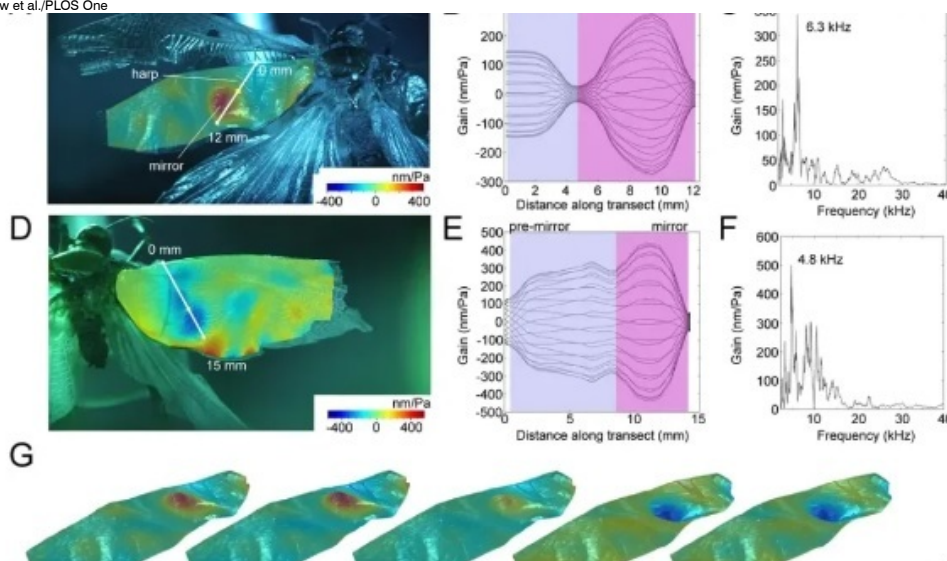 w et al./PLOS One
harp
0 mm
12 mm
mirror
nm/Pa
-400 0 400
200
100
0
-100
-200
-300
0 2 4 6 8 10 12
Gain (nm/Pa)
Distance along transect (mm)
6.3 kHz
300
250
200
150
100
50
0
10 20 30
Gain (nm/Pa)
Frequency (kHz)
D
0 mm
15 mm
nm/Pa
-400 0 400
E
pre-mirror mirror
500
400
300
200
100
0
-100
-200
-300
-400
-500
0 5 10 15
Gain (nm/Pa)
Distance along transect (mm)
F
4.8 kHz
600
500
400
300
200
100
0
10 20 30
Gain (nm/Pa)
Frequency (kHz)
G